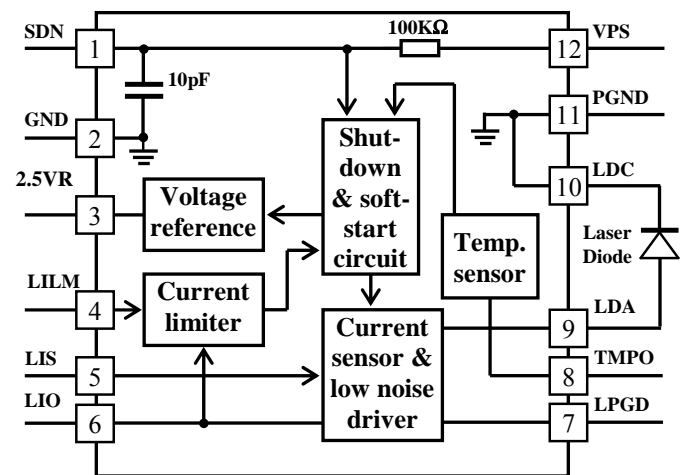 SDN
1
100KΩ
12
VPS
10pF
GND
2
11
PGND
2.5VR
3
Voltage
reference
Shut-
down
& soft-
start
circuit
10
LDC
Laser
Diode
Temp.
sensor
LILM
4
Current
limiter
9
LDA
LIS
5
Current
sensor &
low noise
driver
8
TMPO
LIO
6
7
LPGD